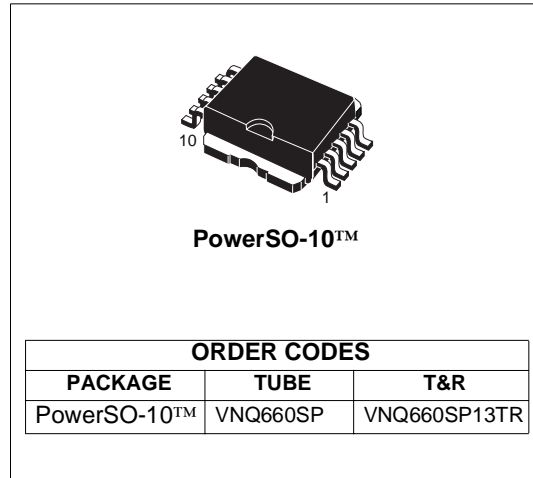 10
1
PowerSO-10™
ORDER CODES
PACKAGE TUBE T&R
PowerSO-10™ VNQ660SP VNQ660SP13TR